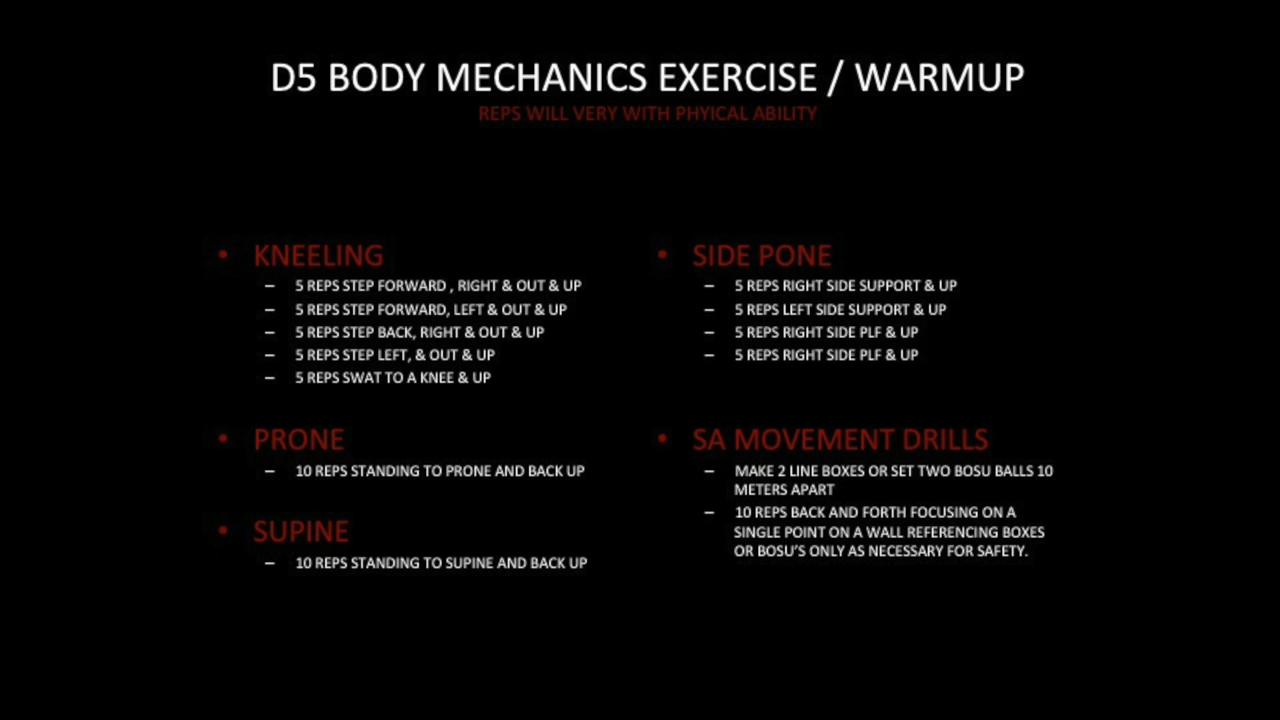 D5 BODY MECHANICS EXERCISE / WARMUP
REPS WILL VERY WITH PHYICAL ABILITY
• KNEELING
– 5 REPS STEP FORWARD , RIGHT & OUT & UP
– 5 REPS STEP FORWARD, LEFT & OUT & UP
– 5 REPS STEP BACK, RIGHT & OUT & UP
– 5 REPS STEP LEFT, & OUT & UP
– 5 REPS SWAT TO A KNEE & UP
• PRONE
– 10 REPS STANDING TO PRONE AND BACK UP
• SUPINE
– 10 REPS STANDING TO SUPINE AND BACK UP
• SIDE PONE
– 5 REPS RIGHT SIDE SUPPORT & UP
– 5 REPS LEFT SIDE SUPPORT & UP
– 5 REPS RIGHT SIDE PLF & UP
– 5 REPS RIGHT SIDE PLF & UP
• SA MOVEMENT DRILLS
– MAKE 2 LINE BOXES OR SET TWO BOSU BALLS 10
METERS APART
– 10 REPS BACK AND FORTH FOCUSING ON A
SINGLE POINT ON A WALL REFERENCING BOXES
OR BOSU'S ONLY AS NECESSARY FOR SAFETY.